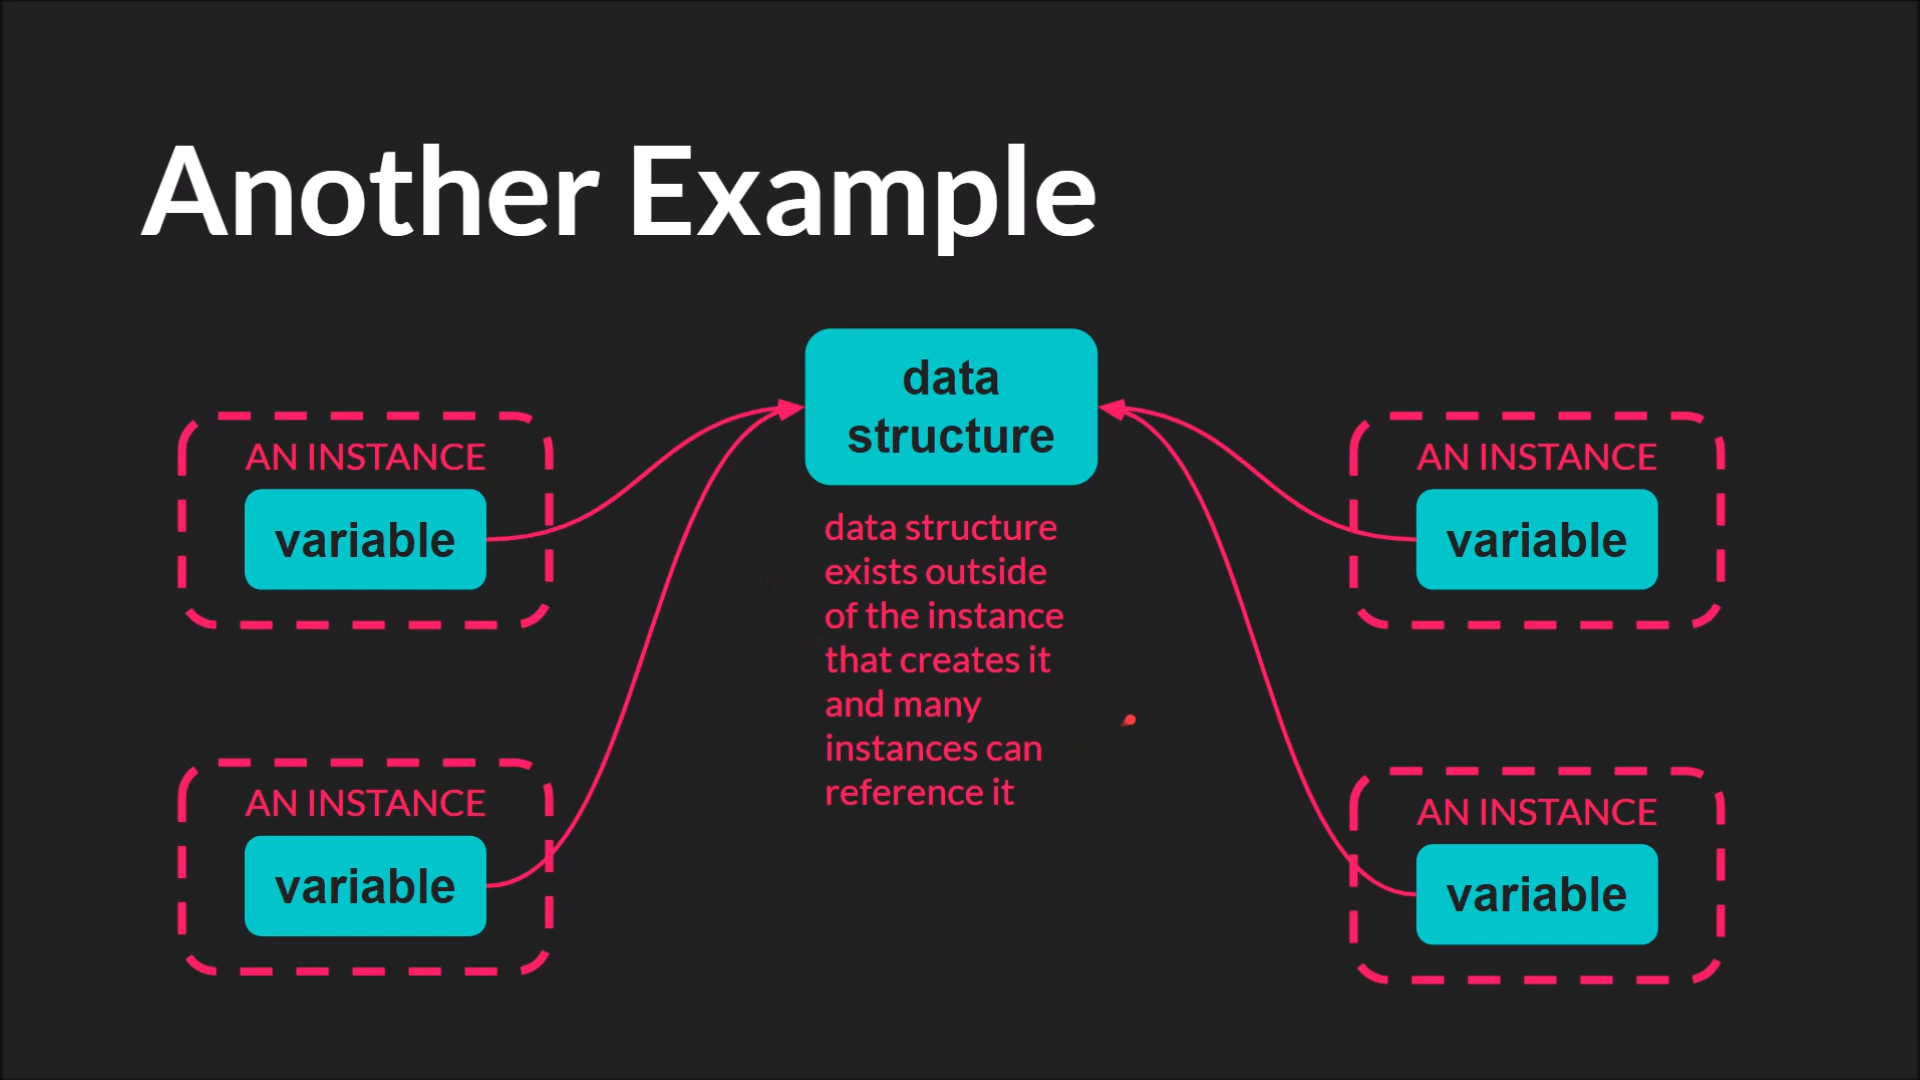 Another Example
data
structure
AN INSTANCE
variable
AN INSTANCE
variable
data structure
exists outside
of the instance
that creates it
and many
instances can
reference it
AN INSTANCE
variable
AN INSTANCE
variable